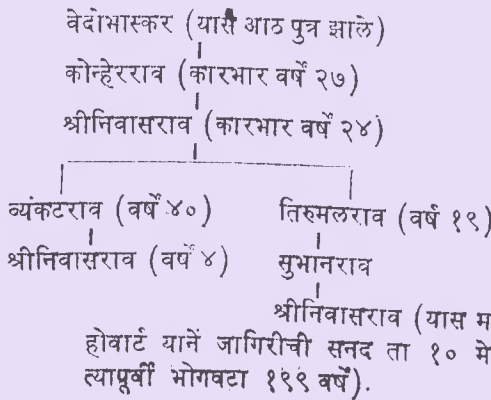 वेदोभास्कर (यासैं आठ पुत्र झाले)
कोन्हेरराव (कारभार वर्षें २७)
श्रीनिवासराव (कारभार वर्षें २४)
व्यंकटराव (वर्षें ४०) तिरुमलराव (वर्षे १९)
श्रीनिवासराव (वर्षें ४) सुभानराव
श्रीनिवासराव (यास म
होवार्ट यानें जागिरीची सनद ता १० मे
त्यापूर्वी भोगवटा १९९ वर्षें).